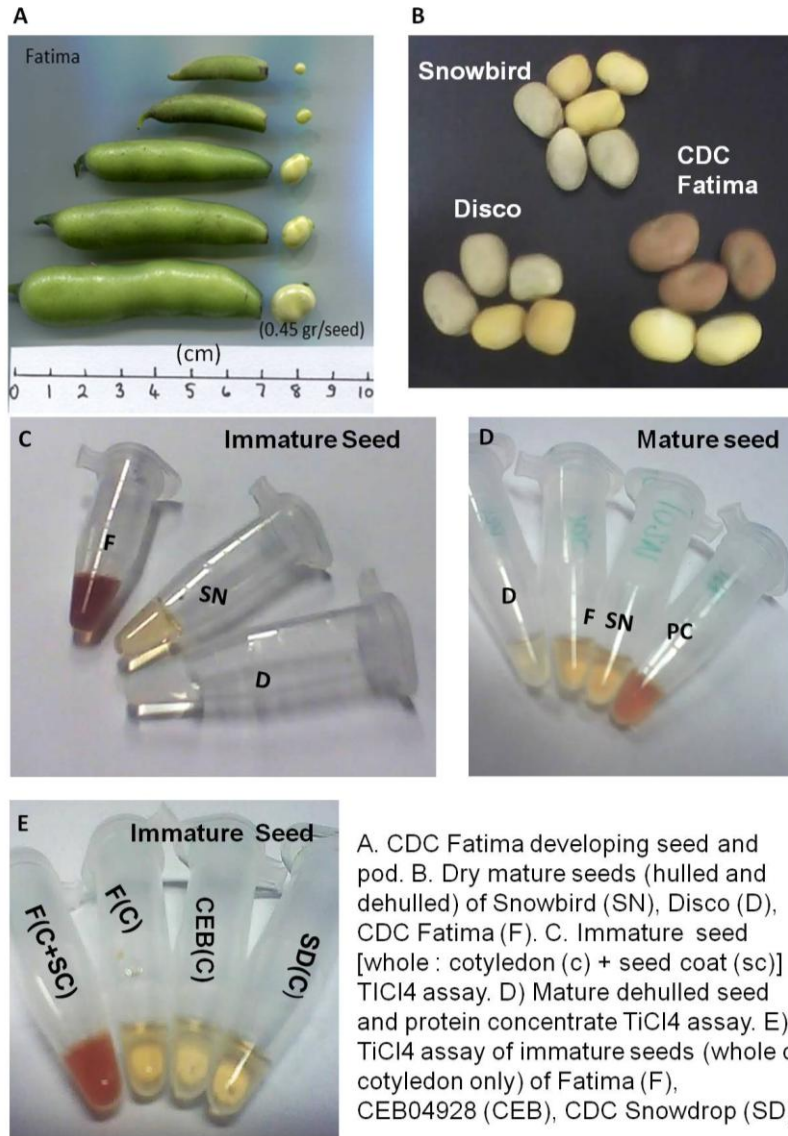 A
Fatima
(0.45 gr/seed)
(cm)
0 1 2 3 4 5 6 7 8 9 10
B
Snowbird
CDC
Fatima
Disco
C
Immature Seed
F
SN
D
D
Mature seed
D
F SN
PC
E
Immature Seed
F(C+SC)
F(C)
CEB(C)
SD(C)
A. CDC Fatima developing seed and
pod. B. Dry mature seeds (hulled and
dehulled) of Snowbird (SN), Disco (D),
CDC Fatima (F). C. Immature seed
[whole : cotyledon (c) + seed coat (sc)]
TICl4 assay. D) Mature dehulled seed
and protein concentrate TiCl4 assay. E)
TiCl4 assay of immature seeds (whole
cotyledon only) of Fatima (F),
CEB04928 (CEB), CDC Snowdrop (SD